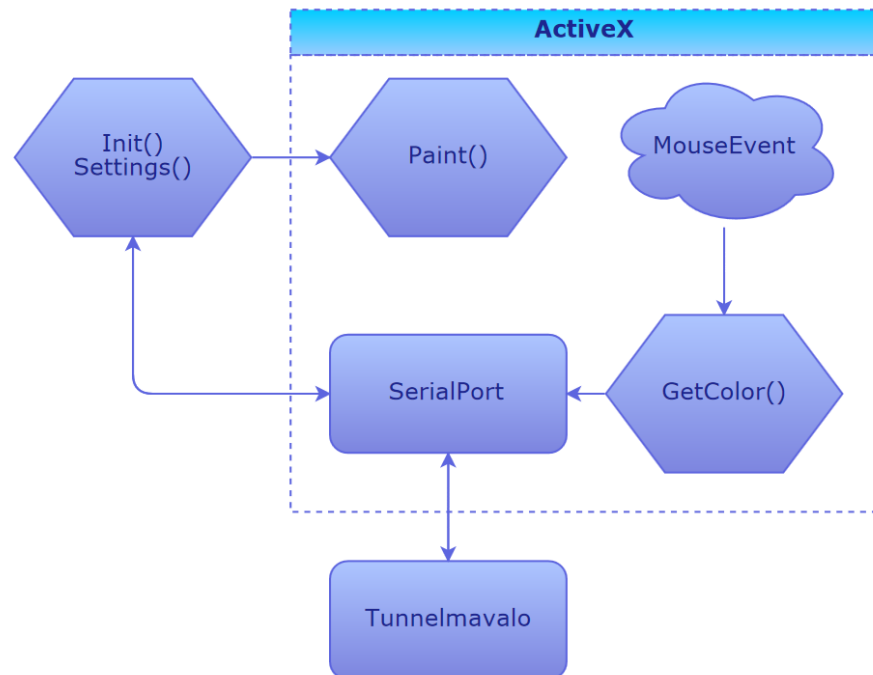 ActiveX
Init()
Settings()
Paint()
MouseEvent
SerialPort
GetColor()
Tunnelmavalo